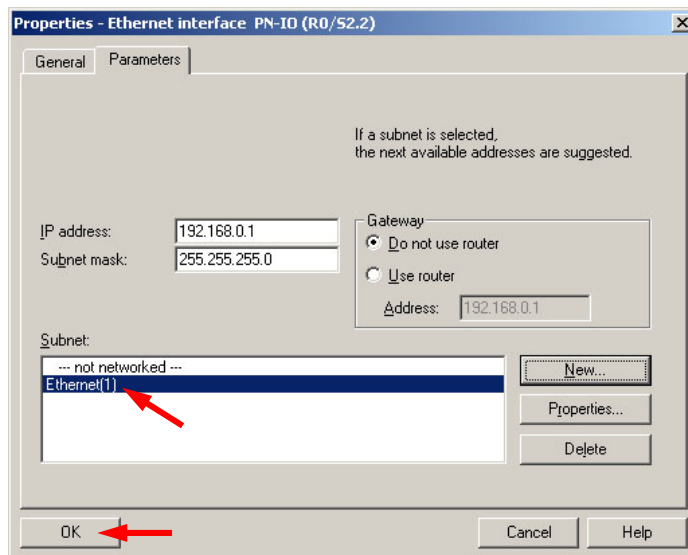 Properties - Ethernet interface PN-IO (R0/S2.2)
General
Parameters
If a subnet is selected,
the next available addresses are suggested.
IP address:
192.168.0.1
Subnet mask:
255.255.255.0
Gateway
Do not use router
Use router
Address:
192.168.0.1
Subnet:
--- not networked ---
Ethernet(1)
New...
Properties...
Delete
OK
Cancel
Help